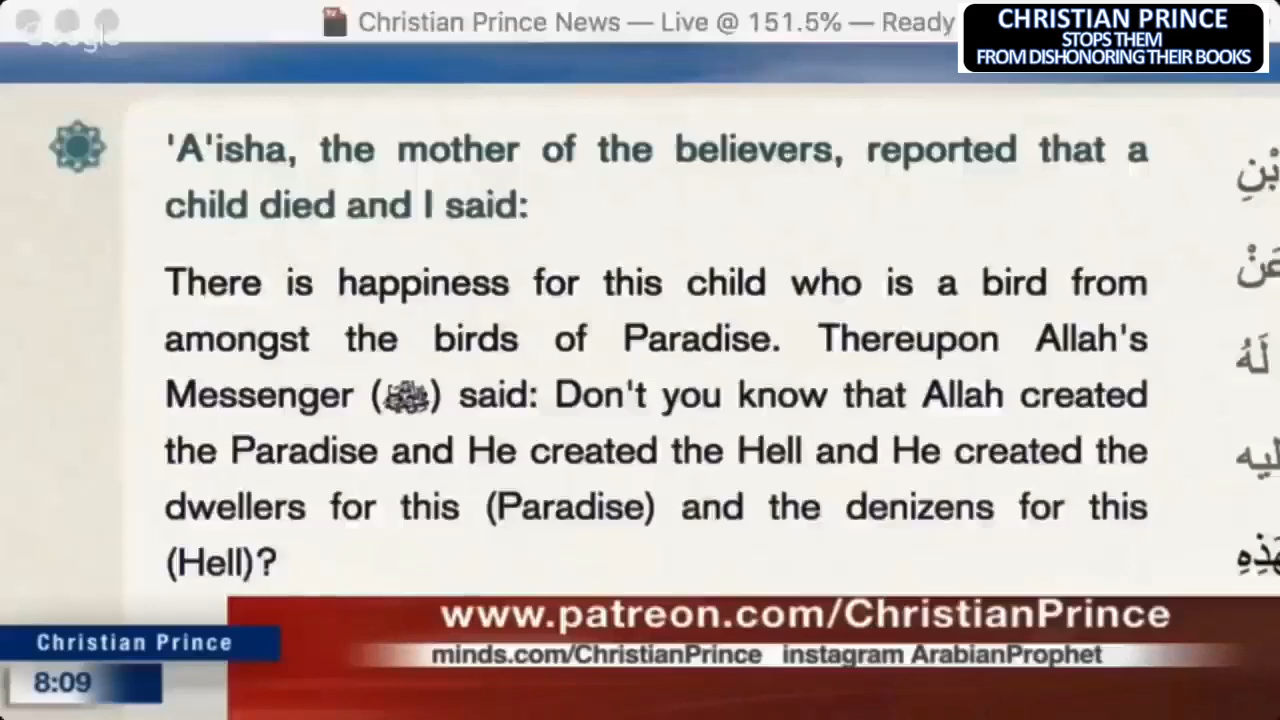 Google
Christian Prince News — Live @ 151.5% — Ready
CHRISTIAN PRINCE
STOPS THEM
FROM DISHONORING THEIR BOOKS
'A'isha, the mother of the believers, reported that a
child died and I said:
There is happiness for this child who is a bird from
amongst the birds of Paradise. Thereupon Allah's
Messenger (ﷺ) said: Don't you know that Allah created
the Paradise and He created the Hell and He created the
dwellers for this (Paradise) and the denizens for this
(Hell)?
بْنِ
عَنْ
لَهُ
www.patreon.com/ChristianPrince
Christian Prince
minds.com/ChristianPrince instagram ArabianProphet
8:09